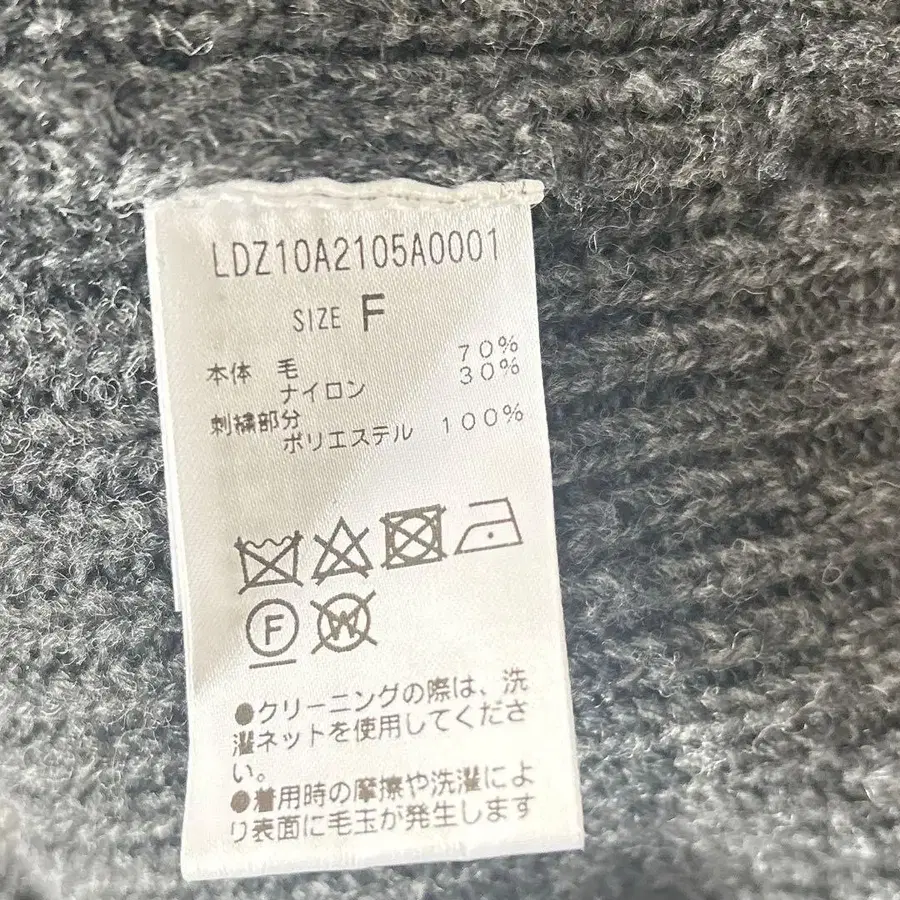 LDZ10A2105A0001
SIZE F
本体 毛 70%
ナイロン 30%
刺繍部分
ポリエステル 100%
F W
●クリーニングの際は、洗
濯ネットを使用してくださ
い。
●着用時の摩擦や洗濯によ
り表面に毛玉が発生します